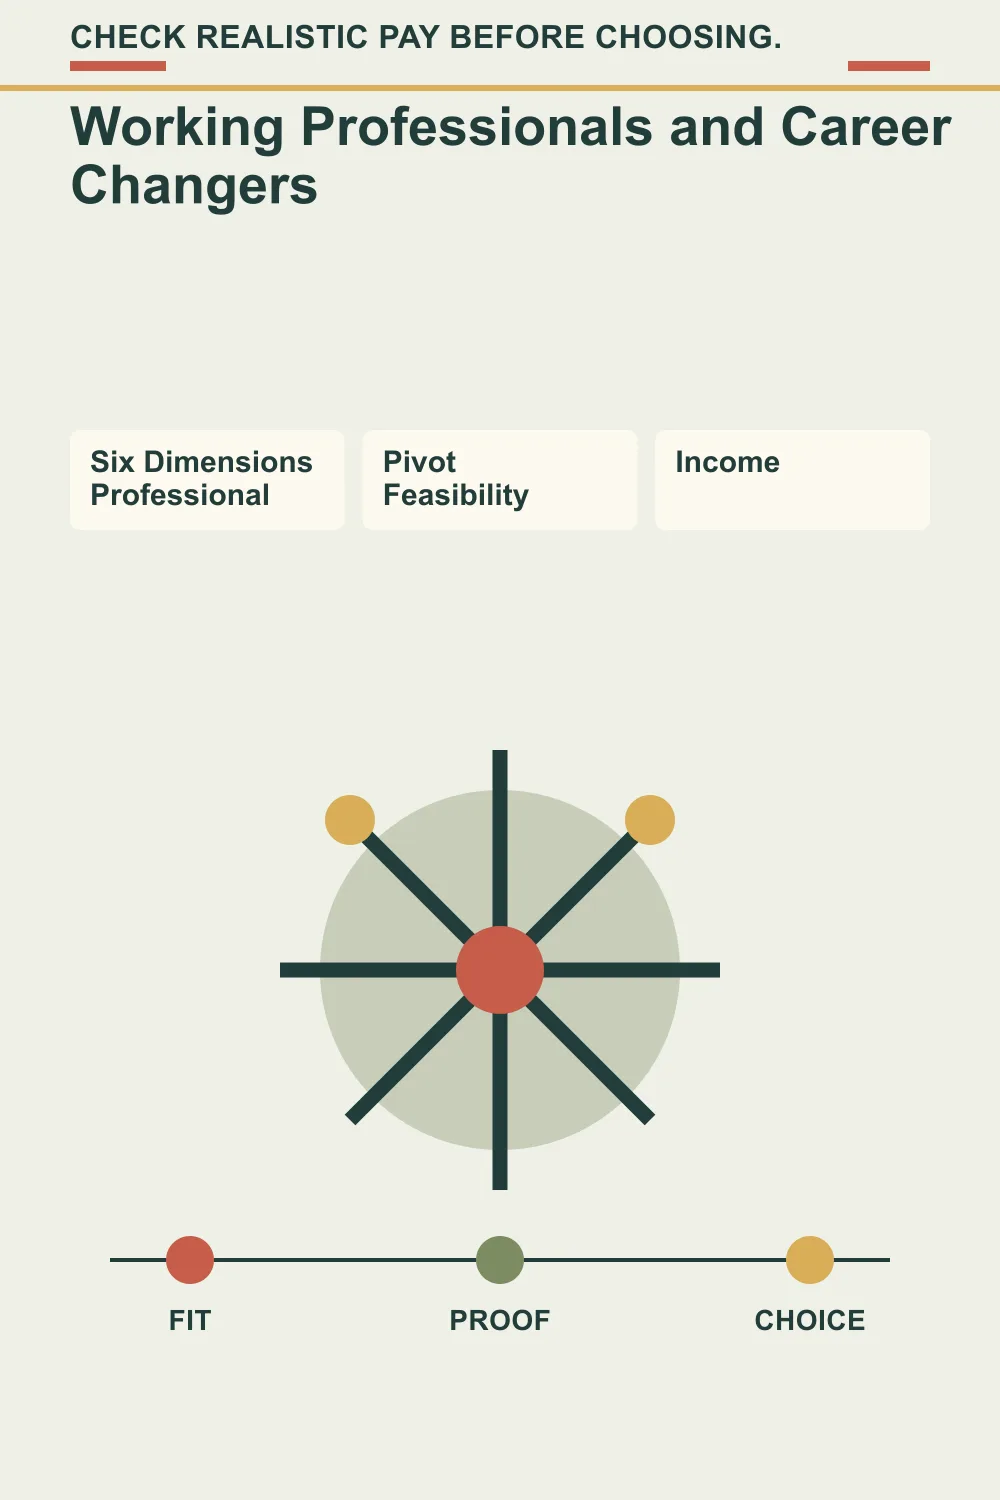 CHECK REALISTIC PAY BEFORE CHOOSING.
Working Professionals and Career
Changers
Six Dimensions
Professional
Pivot
Feasibility
Income
FIT
PROOF
CHOICE